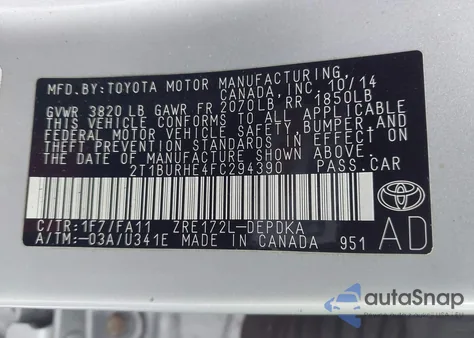 MFD.BY:TOYOTA MOTOR MANUFACTURING
CANADA, INC. 10/14
GVWR 3820 LB GAWR FR 2070LB RR 1850LB
THIS VEHICLE CONFORMS TO ALL APPLICABLE
FEDERAL MOTOR VEHICLE SAFETY, BUMPER, AND
THEFT PREVENTION STANDARDS IN EFFECT ON
THE DATE OF MANUFACTURE SHOWN ABOVE.
2T1BURHE4FC294390 PASS.CAR
C/TR:1F7/FA11 ZRE172L-DEPDKA
A/TM:-03A/U341E MADE IN CANADA 951
AD
autoSnap